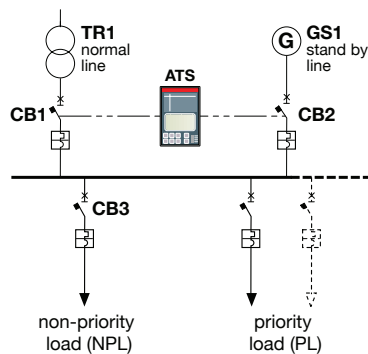 TR1
normal
line
ATS
G
GS1
stand by
line
CB1
CB2
CB3
non-priority
load (NPL)
priority
load (PL)